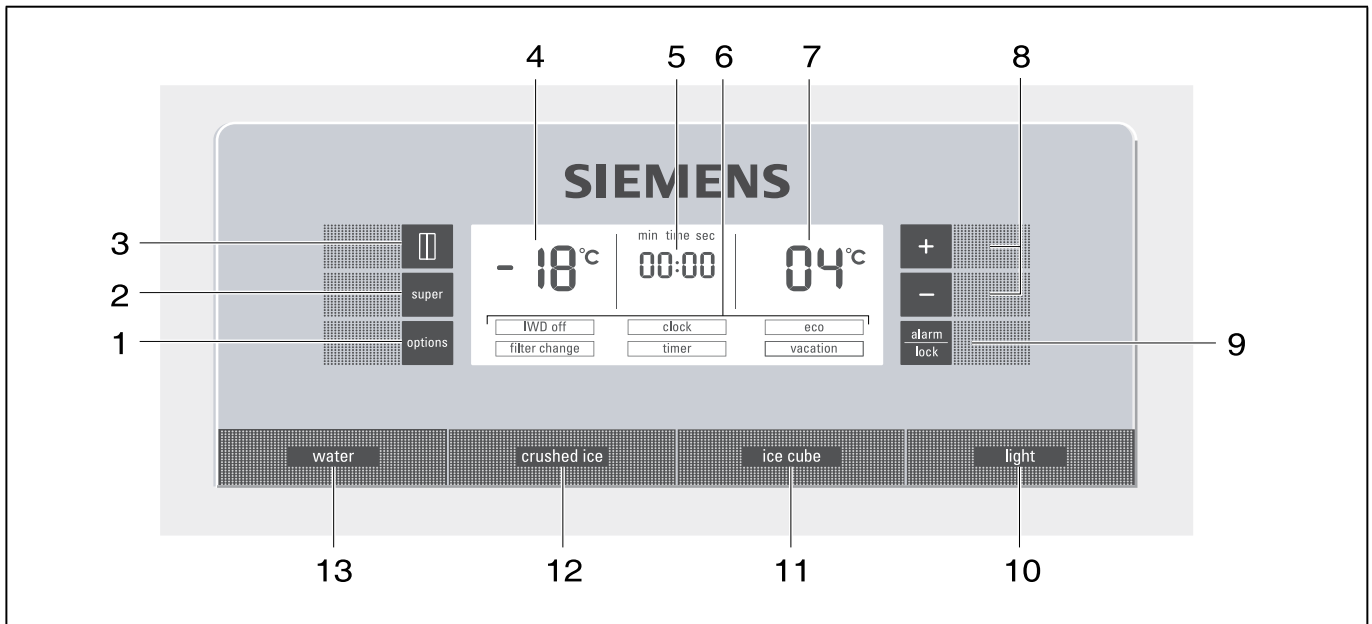 4 5 6 7 8
SIEMENS
3
min time sec
- 18°C 00:00 04°C
+
2
super
−
1
options
IWD off clock eco
filter change timer vacation
alarm
lock
9
water crushed ice ice cube light
13 12 11 10